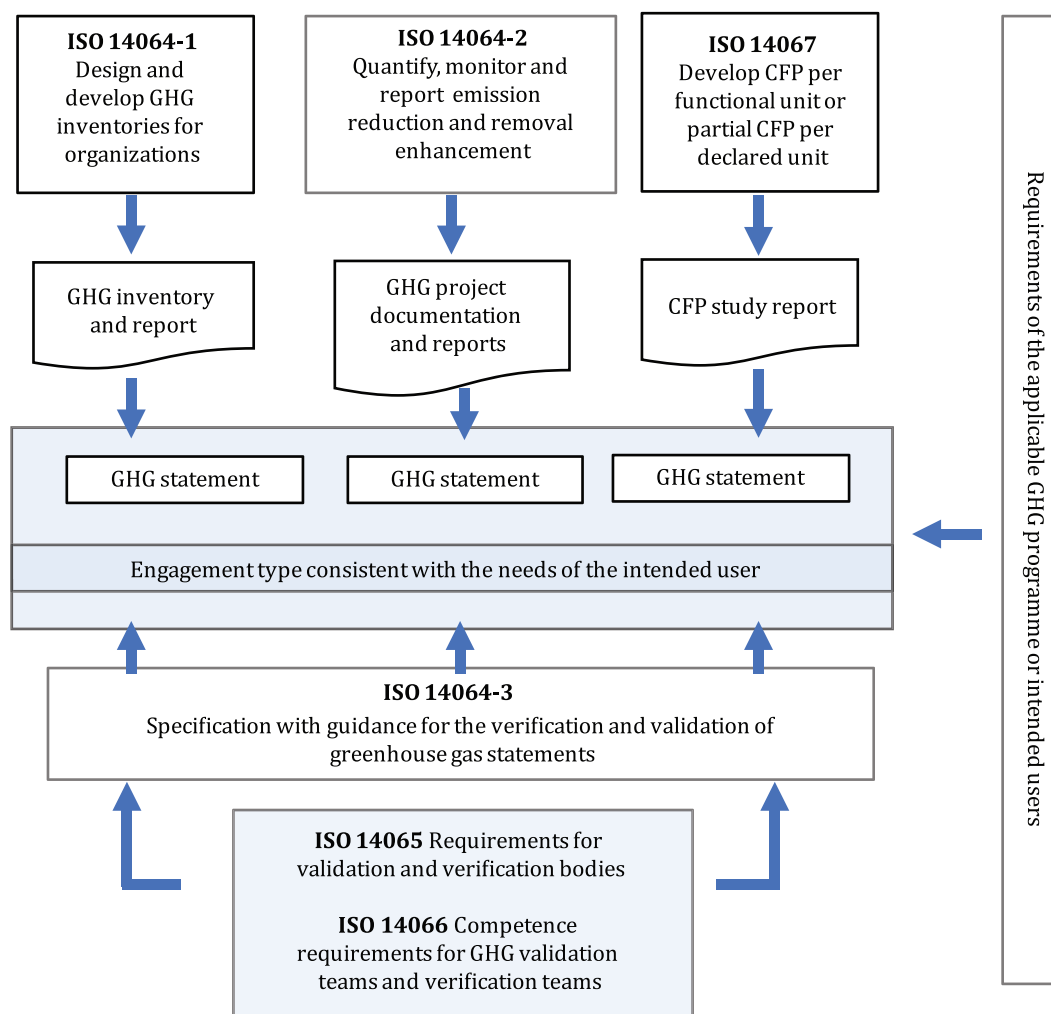 ISO 14064-1
Design and
develop GHG
inventories for
organizations
ISO 14064-2
Quantify, monitor and
report emission
reduction and removal
enhancement
ISO 14067
Develop CFP per
functional unit or
partial CFP per
declared unit
GHG inventory
and report
GHG project
documentation
and reports
CFP study report
GHG statement
GHG statement
GHG statement
Engagement type consistent with the needs of the intended user
ISO 14064-3
Specification with guidance for the verification and validation of
greenhouse gas statements
ISO 14065 Requirements for
validation and verification bodies
ISO 14066 Competence
requirements for GHG validation
teams and verification teams
Requirements of the applicable GHG programme or intended users